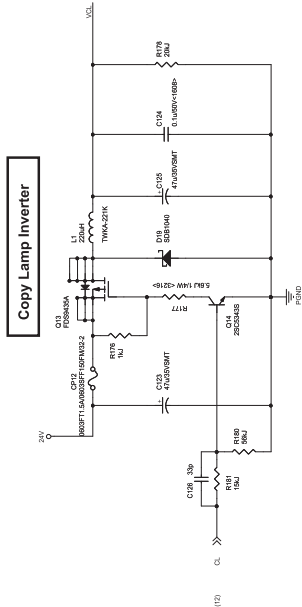 Copy Lamp Inverter
24V
0603FT1.5A/0603SFF150FM/32-2
CP12
C123
47u/35VSMT
Q13
FDS9435A
R176
1kJ
L1
220uH
TWKA-221K
D19
SDB1040
C125
47u/35VSMT
C124
0.1u/50V<1608>
R178
20kJ
VCL
5.6kJ 1/4W <3216>
R177
Q14
2SC5343S
PGND
C126
33p
R181
15kJ
R180
56kJ
CL
(12)